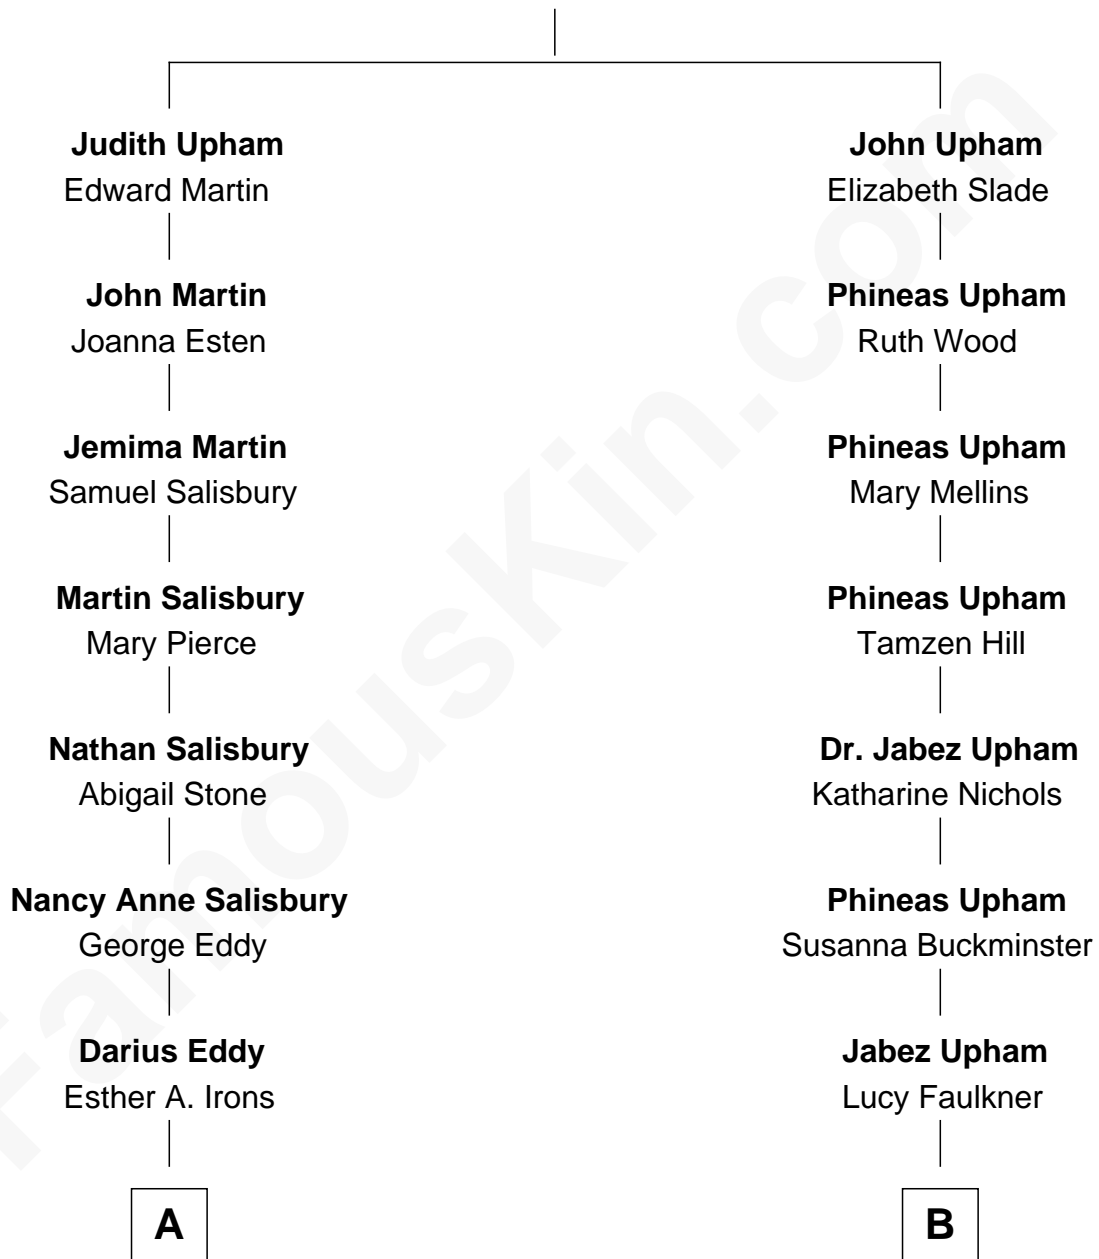 Judith Upham
Edward Martin
John Upham
Elizabeth Slade
John Martin
Joanna Esten
Phineas Upham
Ruth Wood
Jemima Martin
Samuel Salisbury
Phineas Upham
Mary Mellins
Martin Salisbury
Mary Pierce
Phineas Upham
Tamzen Hill
Nathan Salisbury
Abigail Stone
Dr. Jabez Upham
Katharine Nichols
Nancy Anne Salisbury
George Eddy
Phineas Upham
Susanna Buckminster
Darius Eddy
Esther A. Irons
Jabez Upham
Lucy Faulkner
A
B
FamousKin.com